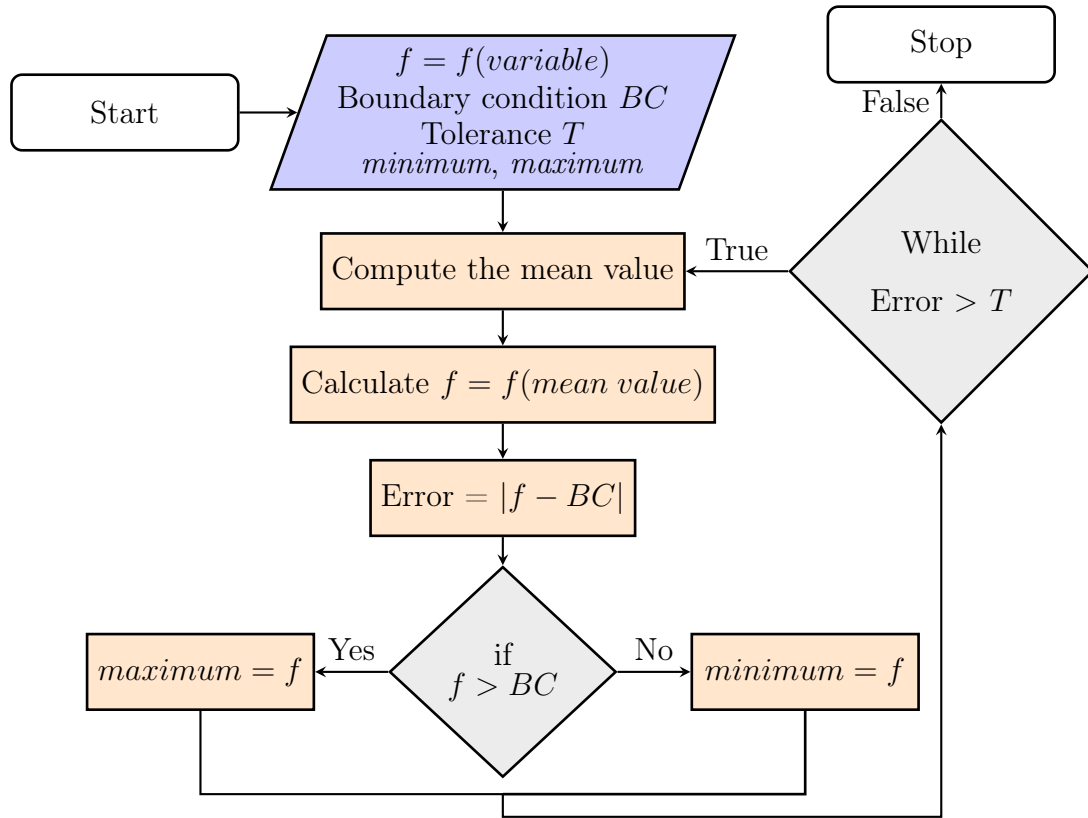 Start
f = f(variable)
Boundary condition BC
Tolerance T
minimum, maximum
Stop
False
While
Error > T
True
Compute the mean value
Calculate f = f(mean value)
Error = |f − BC|
if
f > BC
Yes
maximum = f
No
minimum = f